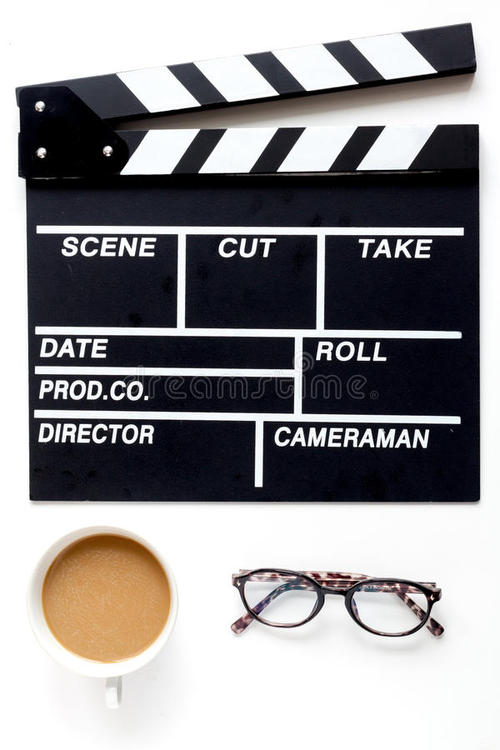 SCENE CUT TAKE
DATE ROLL
dreamstime
PROD.CO.
DIRECTOR CAMERAMAN